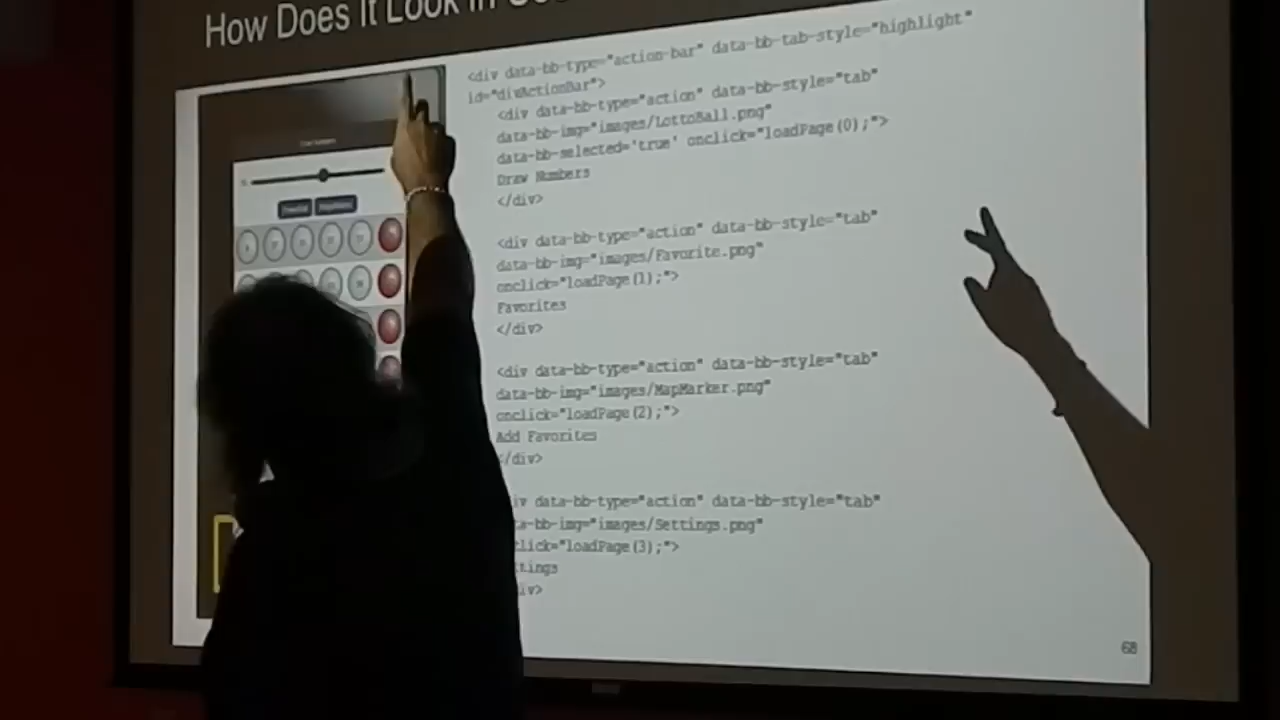 How Does It Look in
<div data-bb-type="action-bar" data-bb-tab-style="highlight"
id="divActionBar">
<div data-bb-type="action" data-bb-style="tab"
data-bb-img="images/LottoBall.png"
data-bb-selected='true' onclick="loadPage(0);">
Draw Numbers
</div>
<div data-bb-type="action" data-bb-style="tab"
data-bb-img="images/Favorite.png"
onclick="loadPage(1);">
Favorites
</div>
<div data-bb-type="action" data-bb-style="tab"
data-bb-img="images/MapMarker.png"
onclick="loadPage(2);">
Add Favorites
/div>
iv data-bb-type="action" data-bb-style="tab"
a-bb-img="images/Settings.png"
click="loadPage(3);">
tings
iv>
68